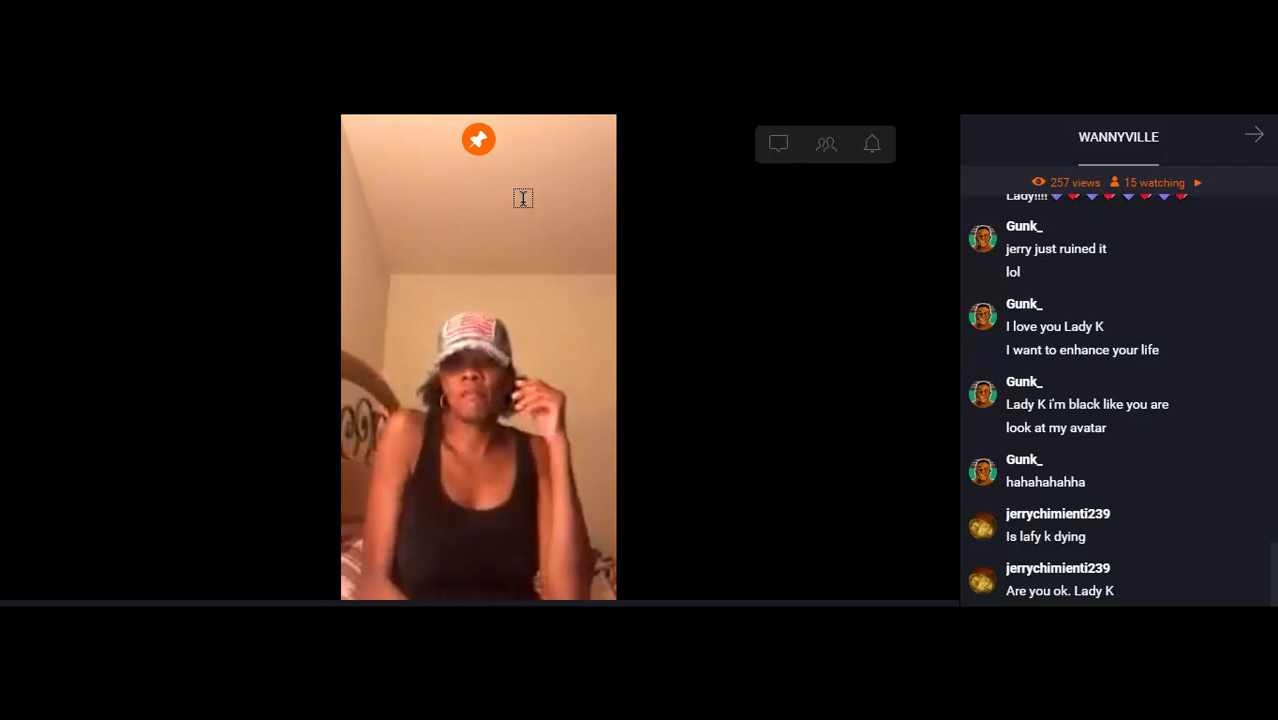 WANNYVILLE
257 views 15 watching
Lady!!!!
Gunk_
jerry just ruined it
lol
Gunk_
I love you Lady K
I want to enhance your life
Gunk_
Lady K i'm black like you are
look at my avatar
Gunk_
hahahahahha
jerrychimienti239
Is lafy k dying
jerrychimienti239
Are you ok. Lady K